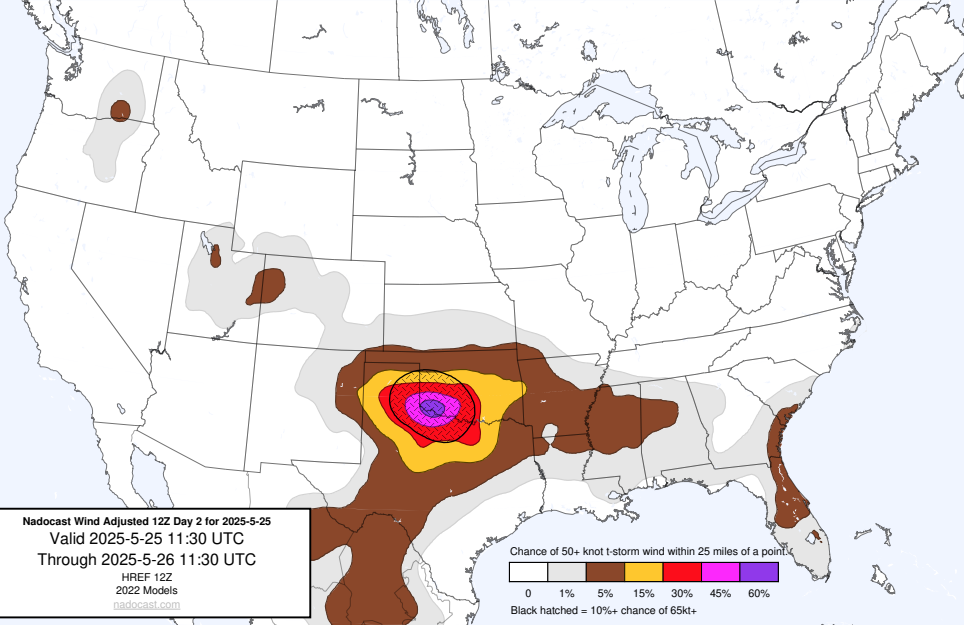 Nadocast Wind Adjusted 12Z Day 2 for 2025-5-25
Valid 2025-5-25 11:30 UTC
Through 2025-5-26 11:30 UTC
HREF 12Z
2022 Models
nadocast.com
Chance of 50+ knot t-storm wind within 25 miles of a point.
0 1% 5% 15% 30% 45% 60%
Black hatched = 10%+ chance of 65kt+